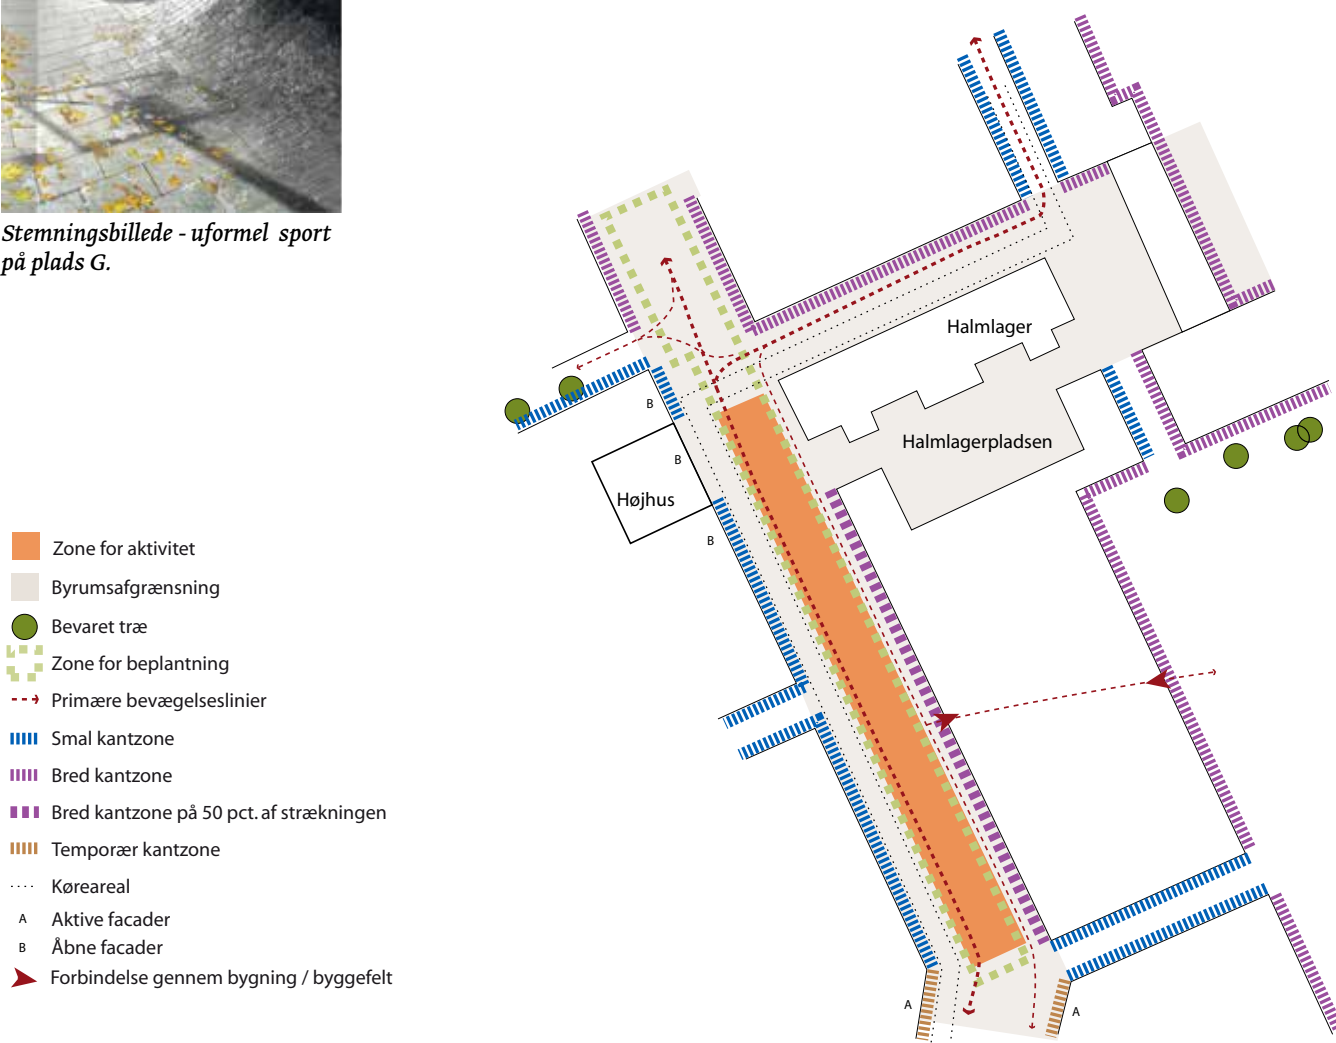 Stemningsbillede - uformel sport
på plads G.
Halmlager
Halmlagerpladsen
B
B
Højhus
B
Zone for aktivitet
Byrumsafgrænsning
Bevaret træ
Zone for beplantning
Primære bevægelseslinier
Smal kantzone
Bred kantzone
Bred kantzone på 50 pct. af strækningen
Temporær kantzone
Køreareal
A Aktive facader
B Åbne facader
Forbindelse gennem bygning / byggefelt
A
A